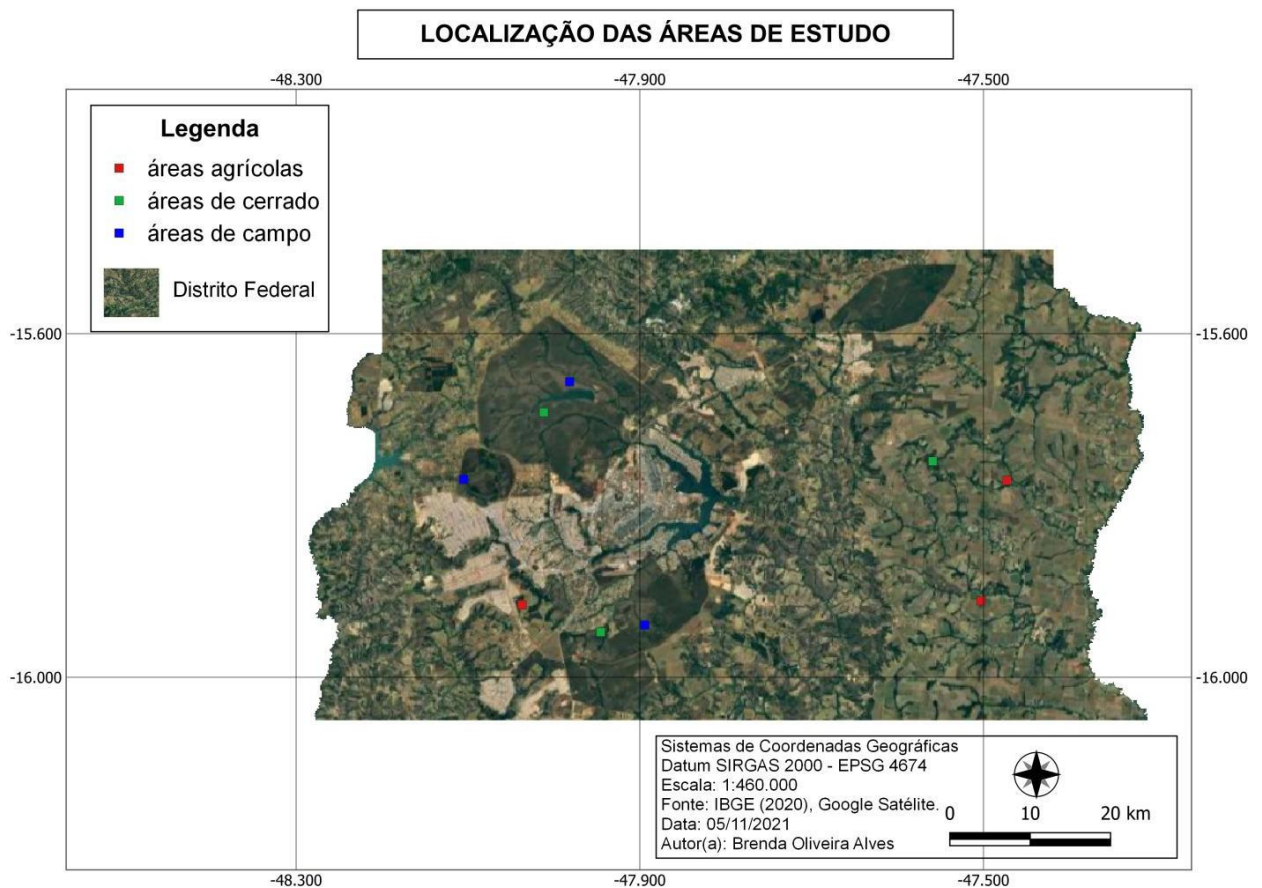 LOCALIZAÇÃO DAS ÁREAS DE ESTUDO
-48.300 -47.900 -47.500
Legenda
áreas agrícolas
áreas de cerrado
áreas de campo
Distrito Federal
-15.600 -15.600
-16.000 -16.000
Sistemas de Coordenadas Geográficas
Datum SIRGAS 2000 - EPSG 4674
Escala: 1:460.000
Fonte: IBGE (2020), Google Satélite.
Data: 05/11/2021
Autor(a): Brenda Oliveira Alves
0 10 20 km
-48.300 -47.900 -47.500